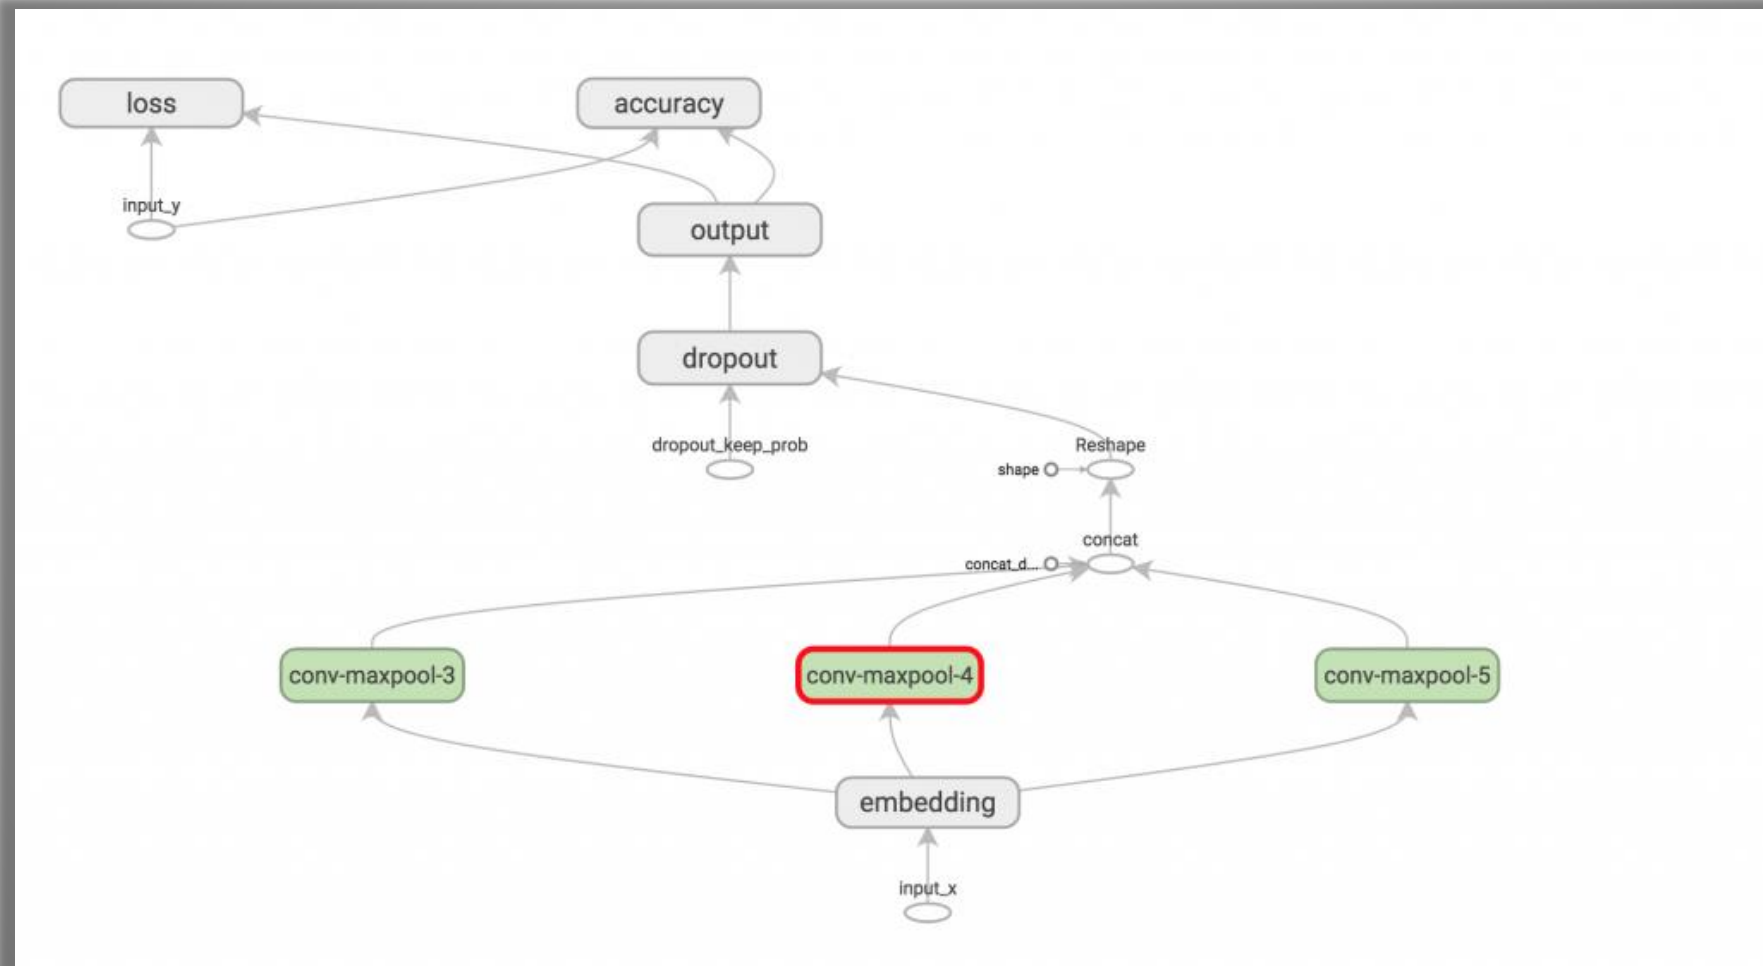 loss
accuracy
input_y
output
dropout
dropout_keep_prob
Reshape
shape
concat
concat_d...
conv-maxpool-3
conv-maxpool-4
conv-maxpool-5
embedding
input_x